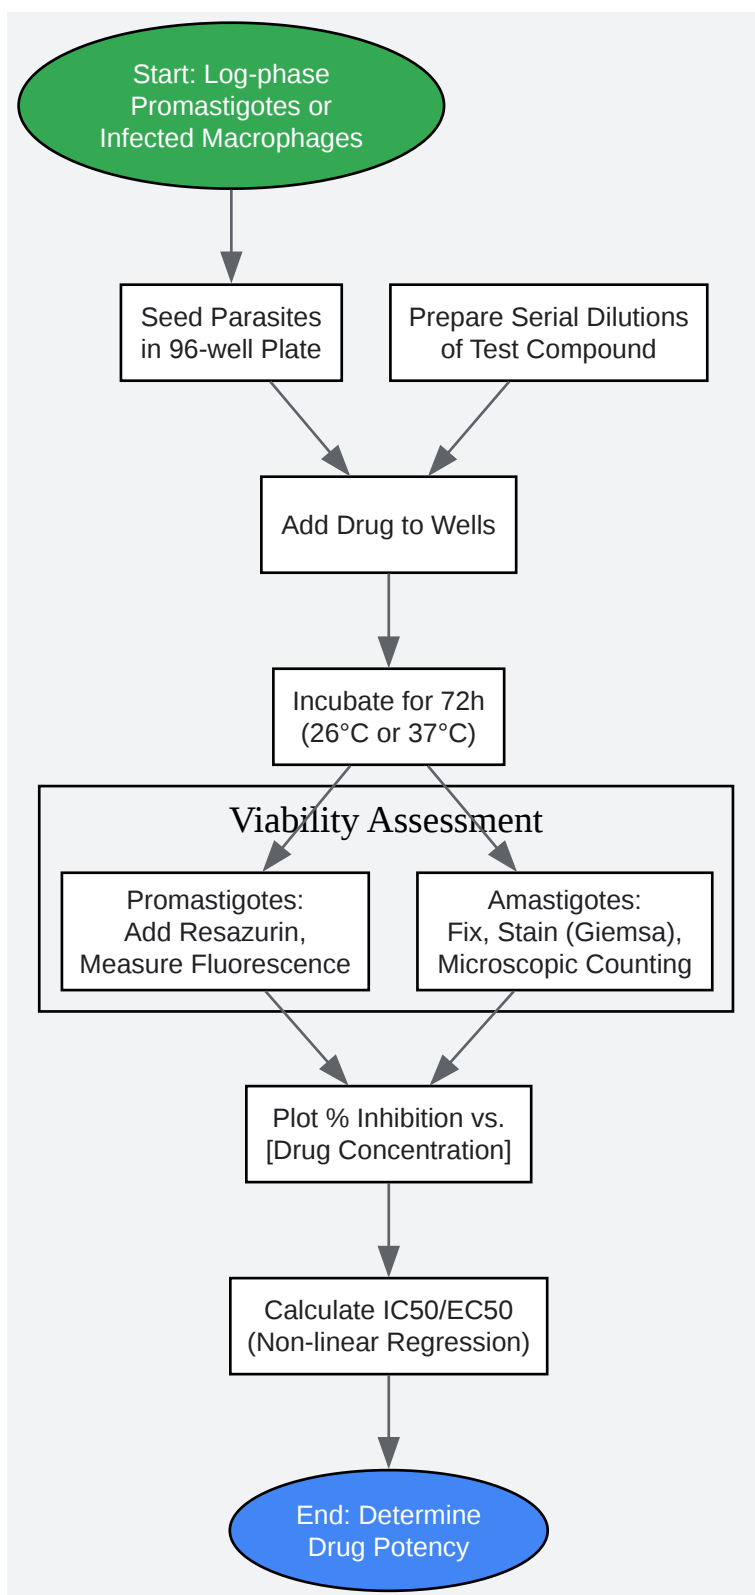 Start: Log-phase
Promastigotes or
Infected Macrophages
Seed Parasites
in 96-well Plate
Prepare Serial Dilutions
of Test Compound
Add Drug to Wells
Incubate for 72h
(26°C or 37°C)
Viability Assessment
Promastigotes:
Add Resazurin,
Measure Fluorescence
Amastigotes:
Fix, Stain (Giemsa),
Microscopic Counting
Plot % Inhibition vs.
[Drug Concentration]
Calculate IC50/EC50
(Non-linear Regression)
End: Determine
Drug Potency